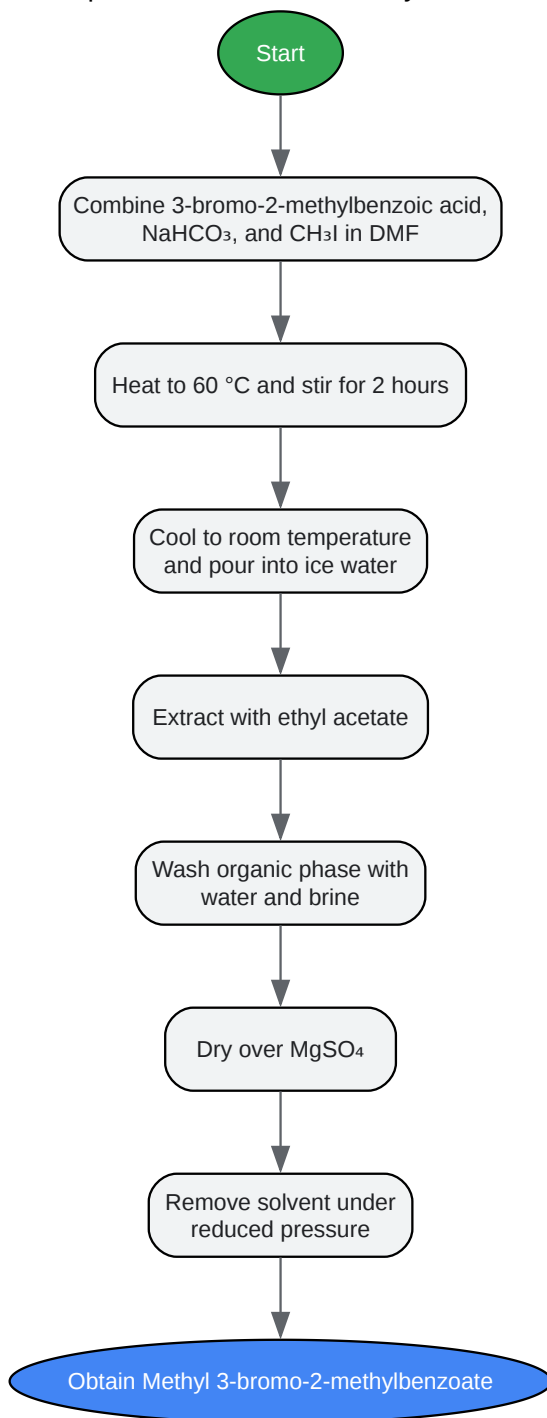 Start
Combine 3-bromo-2-methylbenzoic acid,
NaHCO₃, and CH₃I in DMF
Heat to 60 °C and stir for 2 hours
Cool to room temperature
and pour into ice water
Extract with ethyl acetate
Wash organic phase with
water and brine
Dry over MgSO₄
Remove solvent under
reduced pressure
Obtain Methyl 3-bromo-2-methylbenzoate